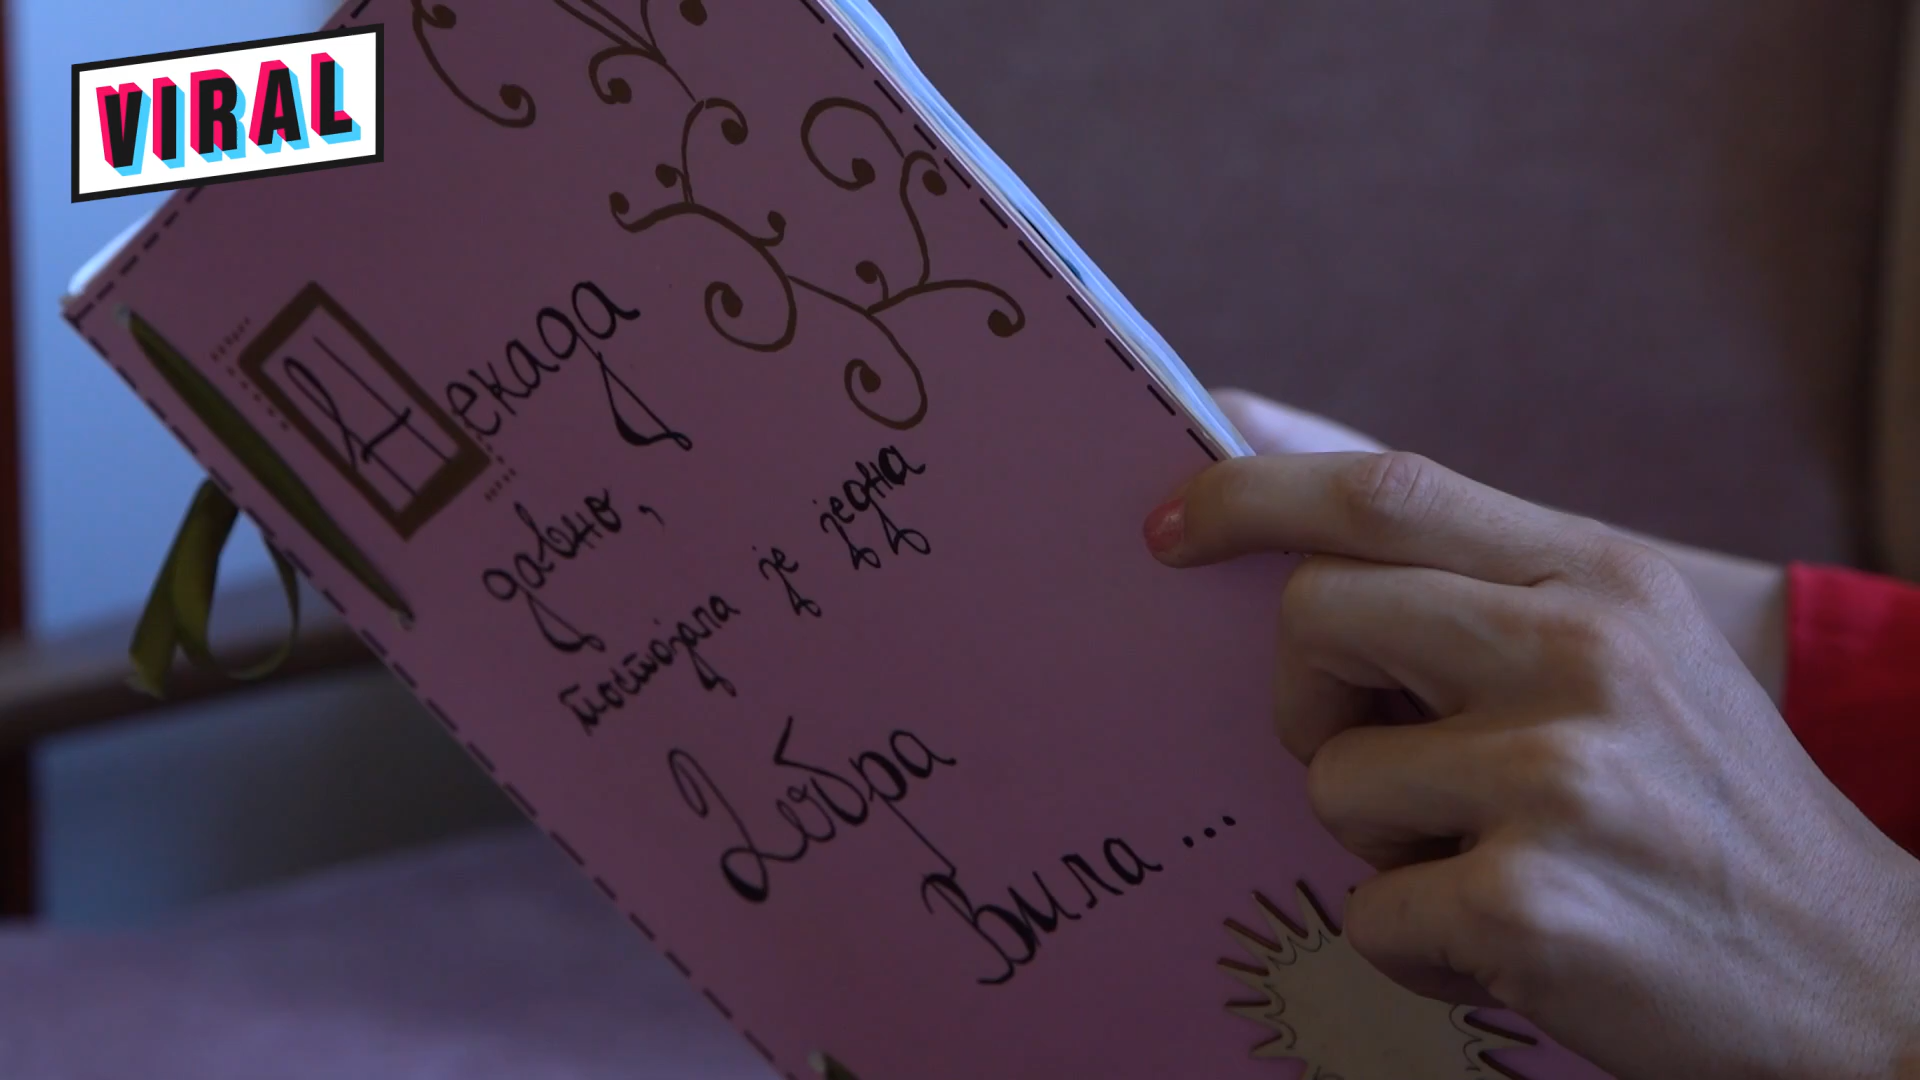 VIRAL
Некада
давно,
постојала је једна
Добра
Вила...